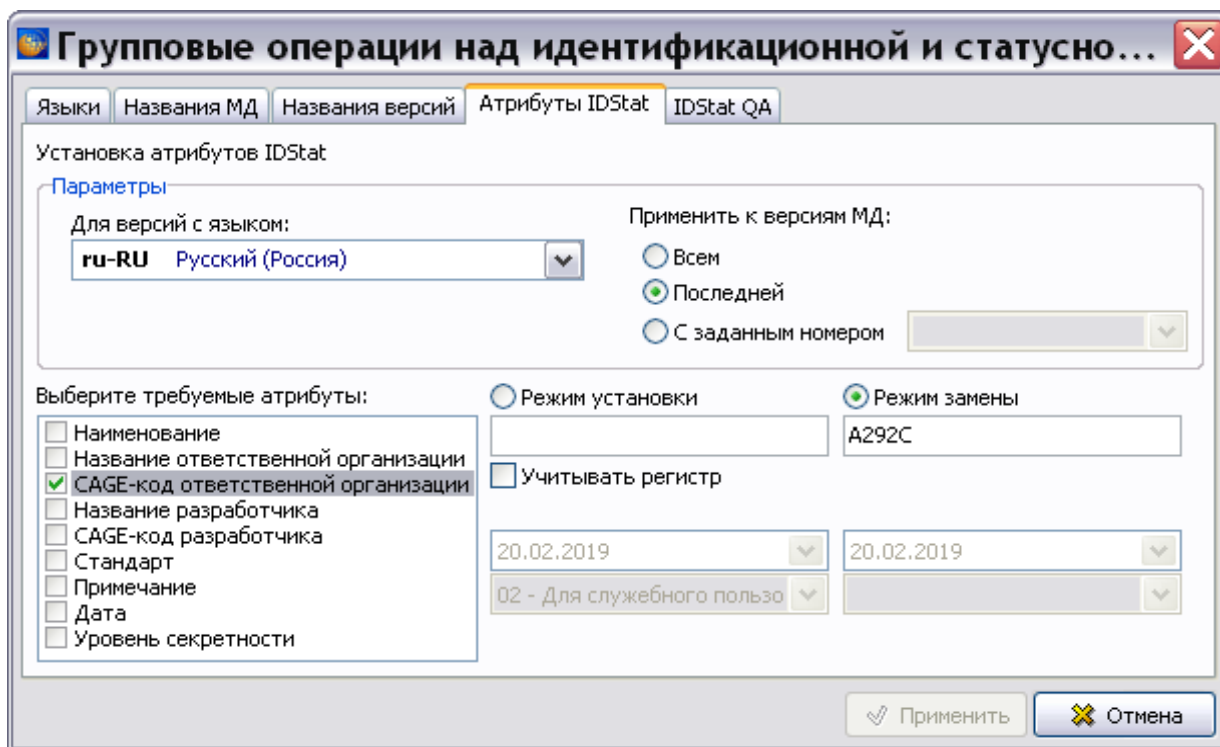 Групповые операции над идентификационной и статусно...
Языки Названия МД Названия версий Атрибуты IDStat IDStat QA
Установка атрибутов IDStat
Параметры
Для версий с языком:
ru-RU Русский (Россия)
Применить к версиям МД:
Всем
Последней
С заданным номером
Выберите требуемые атрибуты:
Наименование
Название ответственной организации
CAGE-код ответственной организации
Название разработчика
CAGE-код разработчика
Стандарт
Примечание
Дата
Уровень секретности
Режим установки
Учитывать регистр
20.02.2019
02 - Для служебного пользо
Режим замены
A292C
20.02.2019
Применить
Отмена